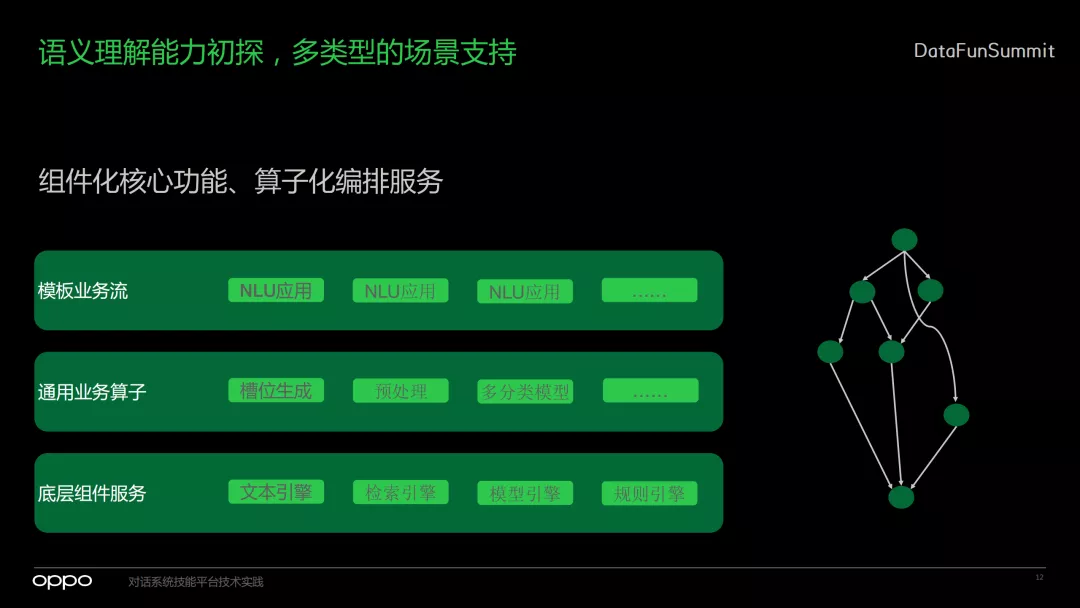 语义理解能力初探，多类型的场景支持
DataFunSummit
组件化核心功能、算子化编排服务
模板业务流 NLU应用 NLU应用 NLU应用 ......
通用业务算子 槽位生成 预处理 多分类模型 ......
底层组件服务 文本引擎 检索引擎 模型引擎 规则引擎
oppo 对话系统技能平台技术实践 12